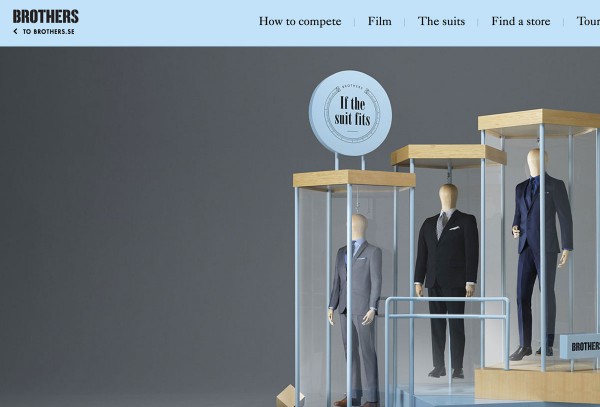 BROTHERS
TO BROTHERS.SE
How to compete
Film
The suits
Find a store
Tour
BROTHERS
If the
suit fits
BROTHERS